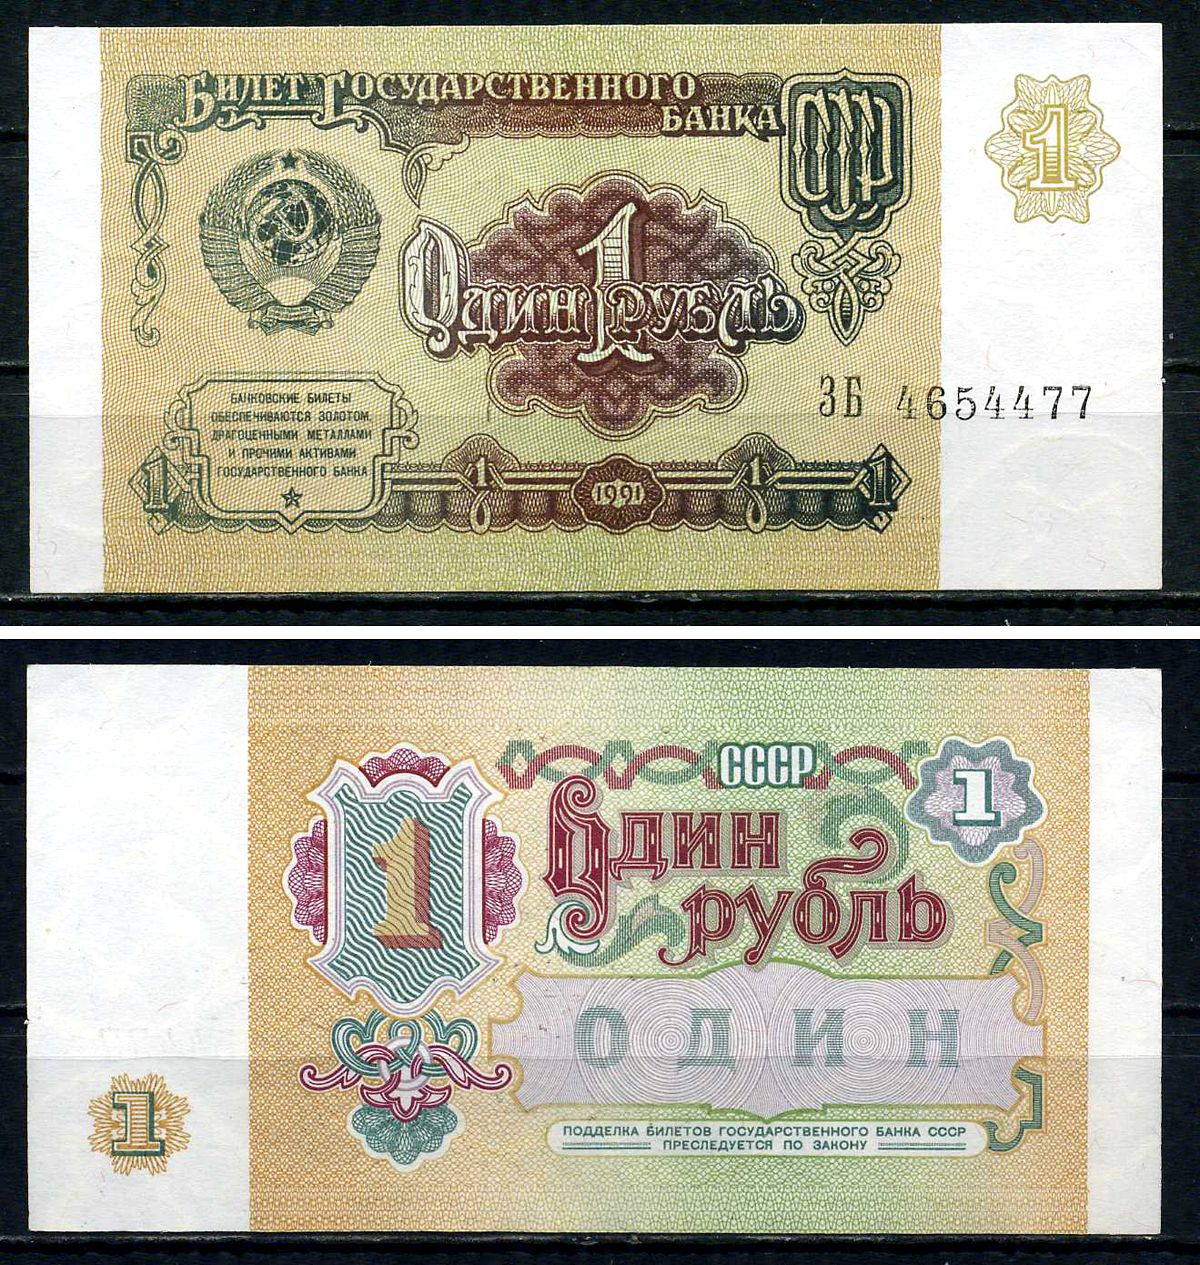 Билет Государственного
Банка
СССР
1
1
Один рубль
ЗБ 4654477
БАНКОВСКИЕ БИЛЕТЫ
ОБЕСПЕЧИВАЮТСЯ ЗОЛОТОМ,
ДРАГОЦЕННЫМИ МЕТАЛЛАМИ
И ПРОЧИМИ АКТИВАМИ
ГОСУДАРСТВЕННОГО БАНКА
1 1 1991 1 1
СССР
1
1
Один
рубль
ОДИН
1
ПОДДЕЛКА БИЛЕТОВ ГОСУДАРСТВЕННОГО БАНКА СССР
ПРЕСЛЕДУЕТСЯ ПО ЗАКОНУ